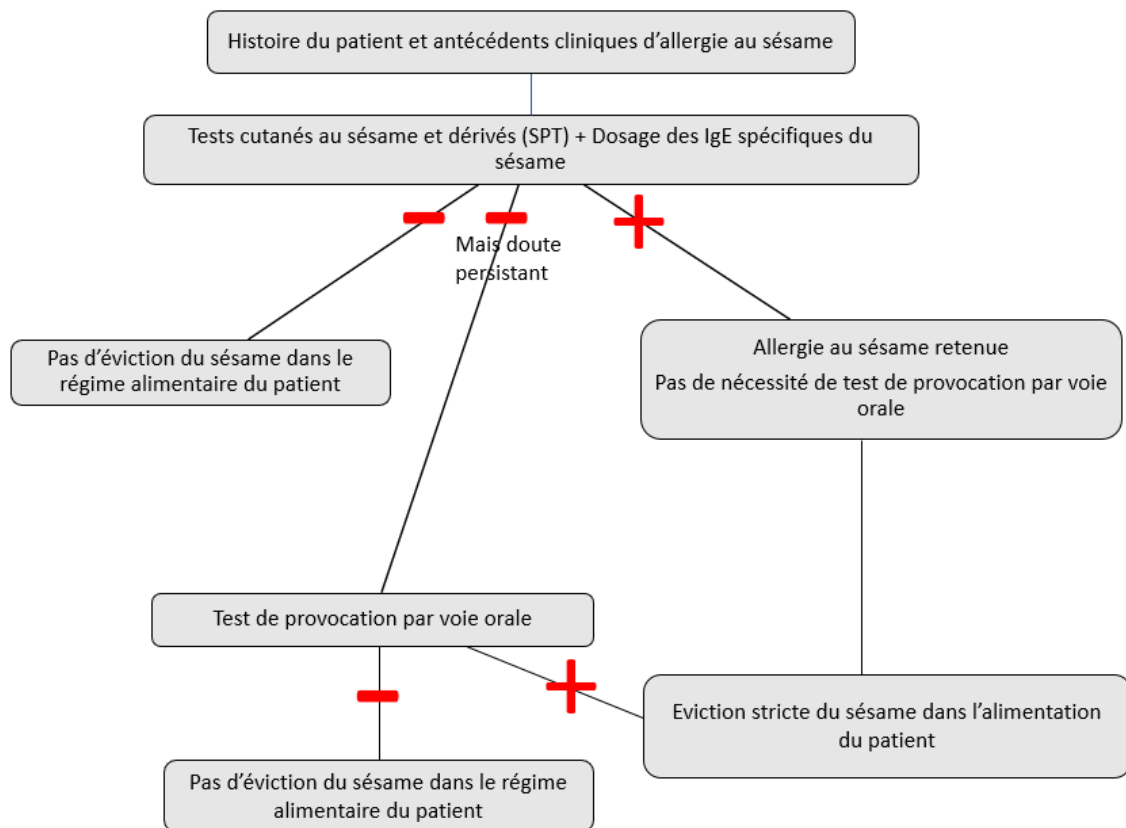 Histoire du patient et antécédents cliniques d'allergie au sésame
Tests cutanés au sésame et dérivés (SPT) + Dosage des IgE spécifiques du
sésame
Mais doute
persistant
Pas d'éviction du sésame dans le
régime alimentaire du patient
Allergie au sésame retenue
Pas de nécessité de test de provocation par voie
orale
Test de provocation par voie orale
Eviction stricte du sésame dans l'alimentation
du patient
Pas d'éviction du sésame dans le régime
alimentaire du patient